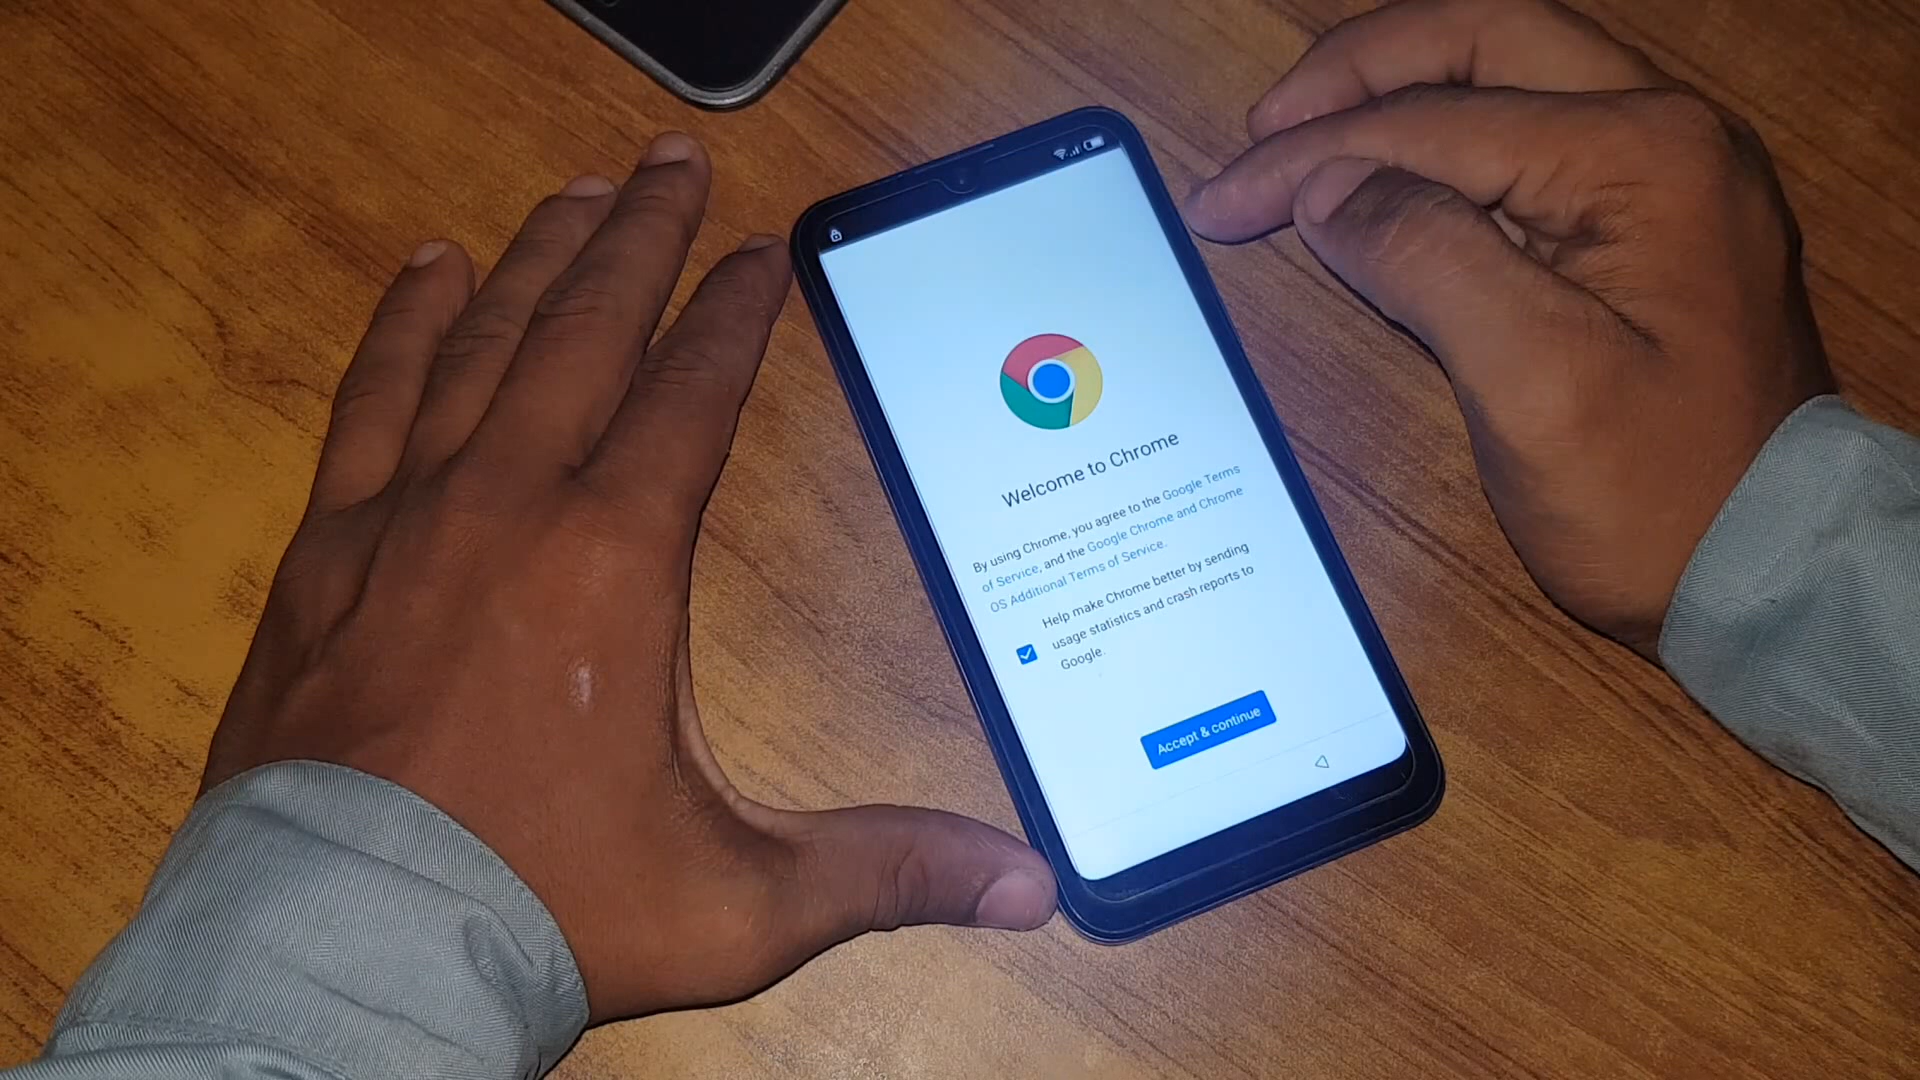 Welcome to Chrome
By using Chrome, you agree to the Google Terms
of Service, and the Google Chrome and Chrome
OS Additional Terms of Service.
Help make Chrome better by sending
usage statistics and crash reports to
Google.
Accept & continue